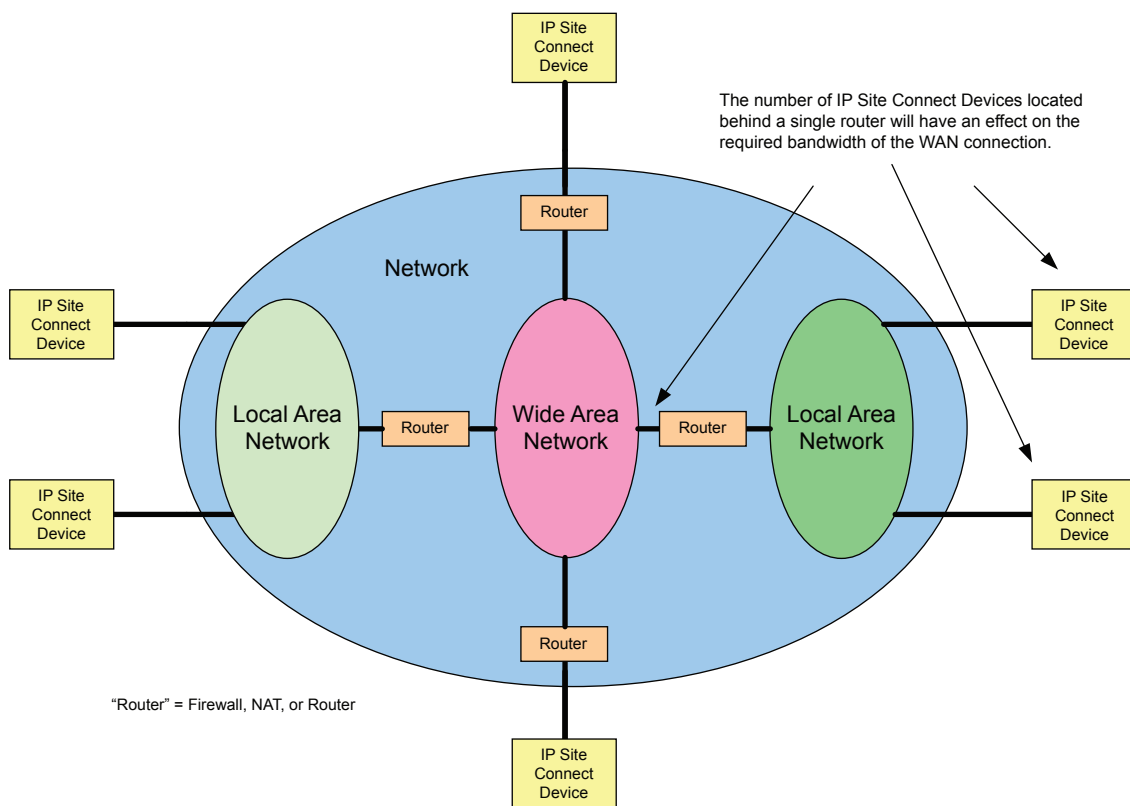 IP Site
Connect
Device
The number of IP Site Connect Devices located
behind a single router will have an effect on the
required bandwidth of the WAN connection.
Router
Network
IP Site
Connect
Device
IP Site
Connect
Device
Local Area
Network
Router
Wide Area
Network
Router
Local Area
Network
IP Site
Connect
Device
IP Site
Connect
Device
Router
“Router” = Firewall, NAT, or Router
IP Site
Connect
Device